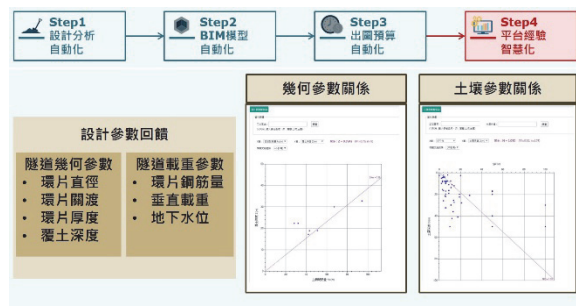 Step1
設計分析
自動化
Step2
BIM模型
自動化
Step3
出圖預算
自動化
Step4
平台經驗
智慧化
設計參數回饋
隧道幾何參數
• 環片直徑
• 環片關渡
• 環片厚度
• 覆土深度
隧道載重參數
• 環片鋼筋量
• 垂直載重
• 地下水位
幾何參數關係
土壤參數關係